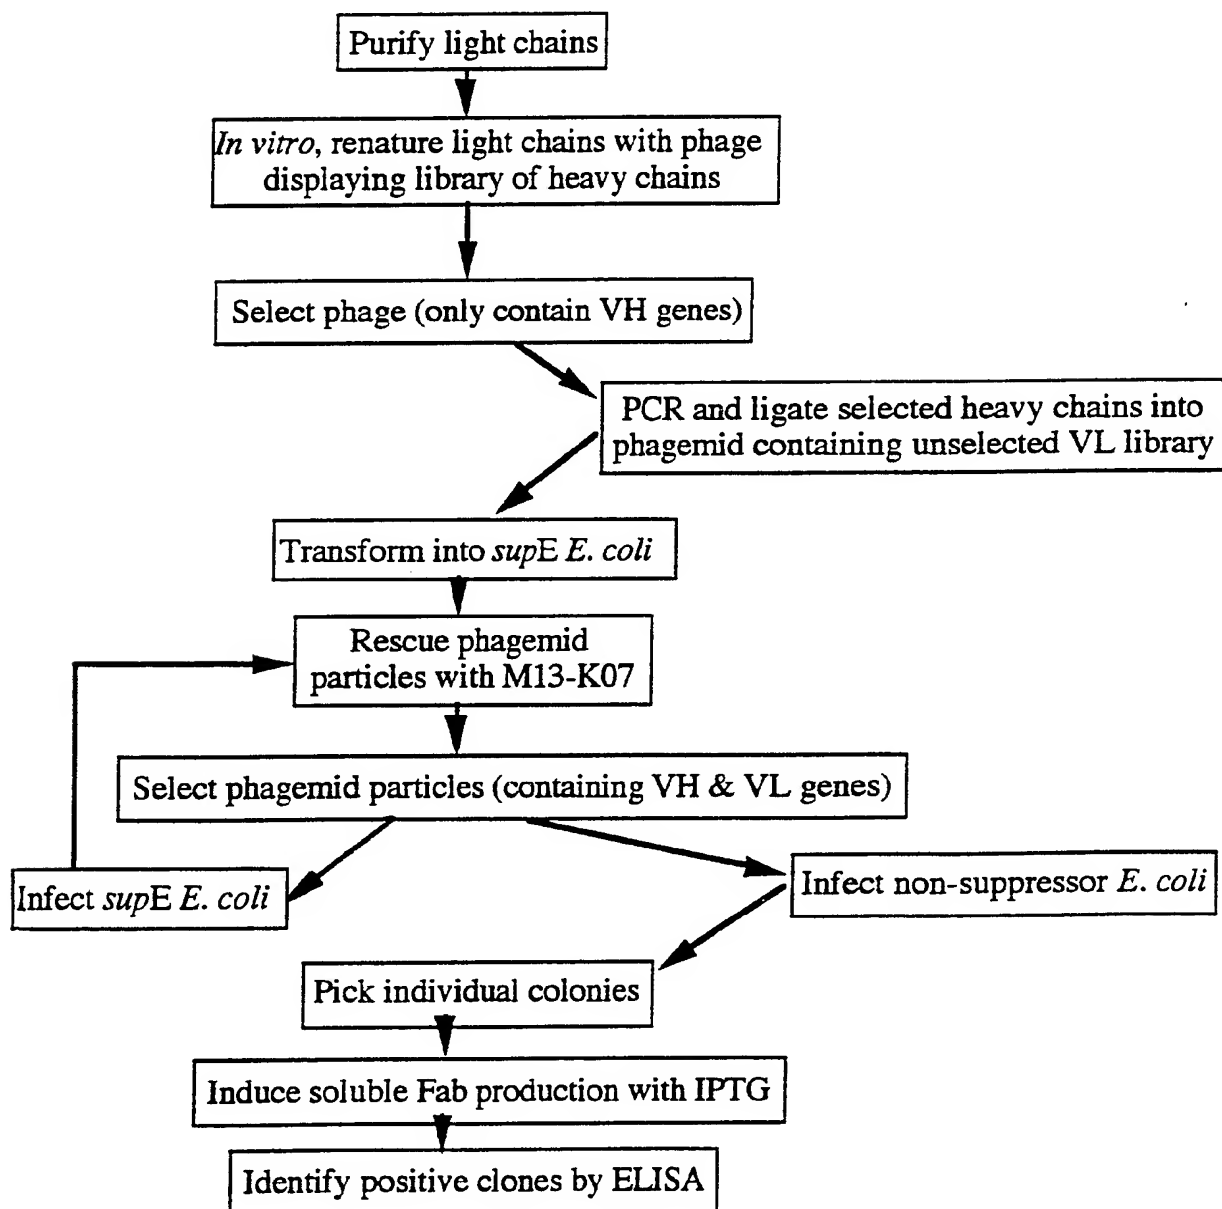 Purify light chains
In vitro, renature light chains with phage
displaying library of heavy chains
Select phage (only contain VH genes)
PCR and ligate selected heavy chains into
phagemid containing unselected VL library
Transform into supE E. coli
Rescue phagemid
particles with M13-K07
Select phagemid particles (containing VH & VL genes)
Infect supE E. coli
Infect non-suppressor E. coli
Pick individual colonies
Induce soluble Fab production with IPTG
Identify positive clones by ELISA